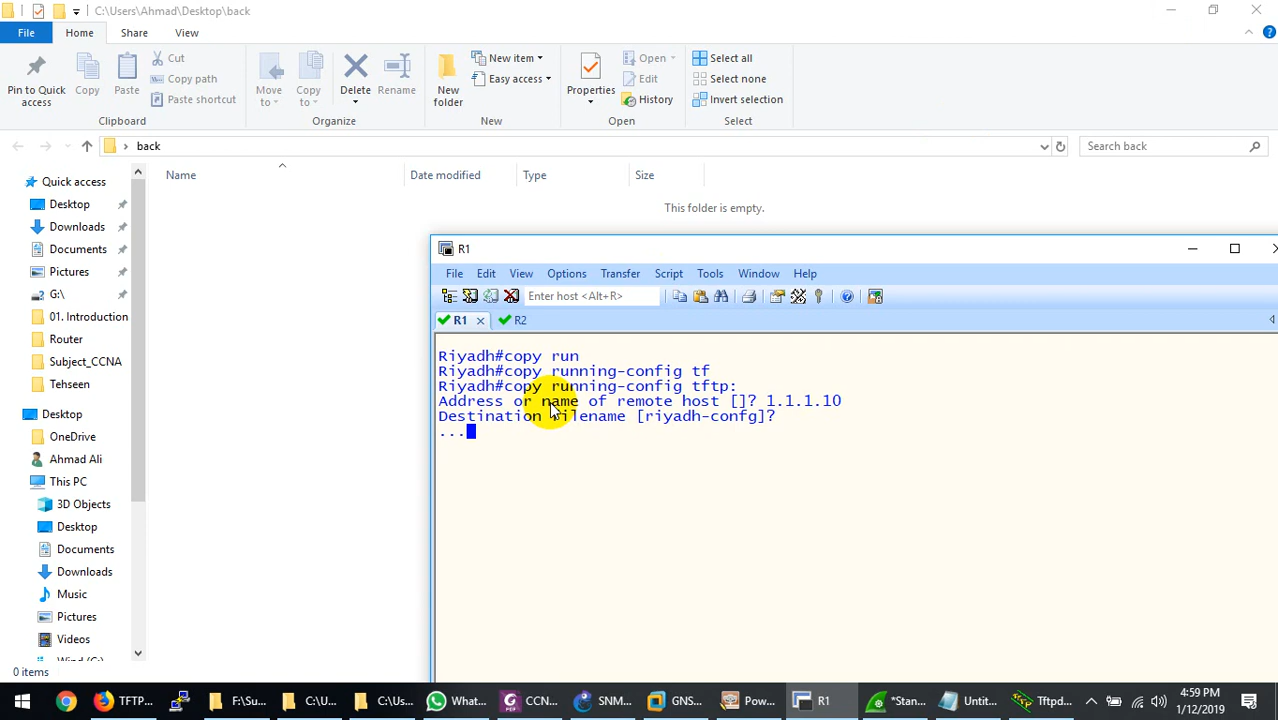 C:\Users\Ahmad\Desktop\back
File Home Share View
Pin to Quick access
Copy
Paste
Cut
Copy path
Paste shortcut
Move to
Copy to
Delete
Rename
New folder
New item
Easy access
Properties
Open
Edit
History
Select all
Select none
Invert selection
Clipboard Organize New Open Select
back
Search back
Name Date modified Type Size
This folder is empty.
Quick access
Desktop
Downloads
Documents
Pictures
G:\
01. Introduction
Router
Subject_CCNA
Tehseen
Desktop
OneDrive
Ahmad Ali
This PC
3D Objects
Desktop
Documents
Downloads
Music
Pictures
Videos
0 items
R1
File Edit View Options Transfer Script Tools Window Help
Enter host <Alt+R>
R1 R2
Riyadh#copy run
Riyadh#copy running-config tf
Riyadh#copy running-config tftp:
Address or name of remote host []? 1.1.1.10
Destination filename [riyadh-confg]?
...
TFTP... F:\Su... C:\U... C:\Us... What... CCN... SNM... GNS... Pow... R1 *Stan... Untit... Tftpd...
4:59 PM
1/12/2019